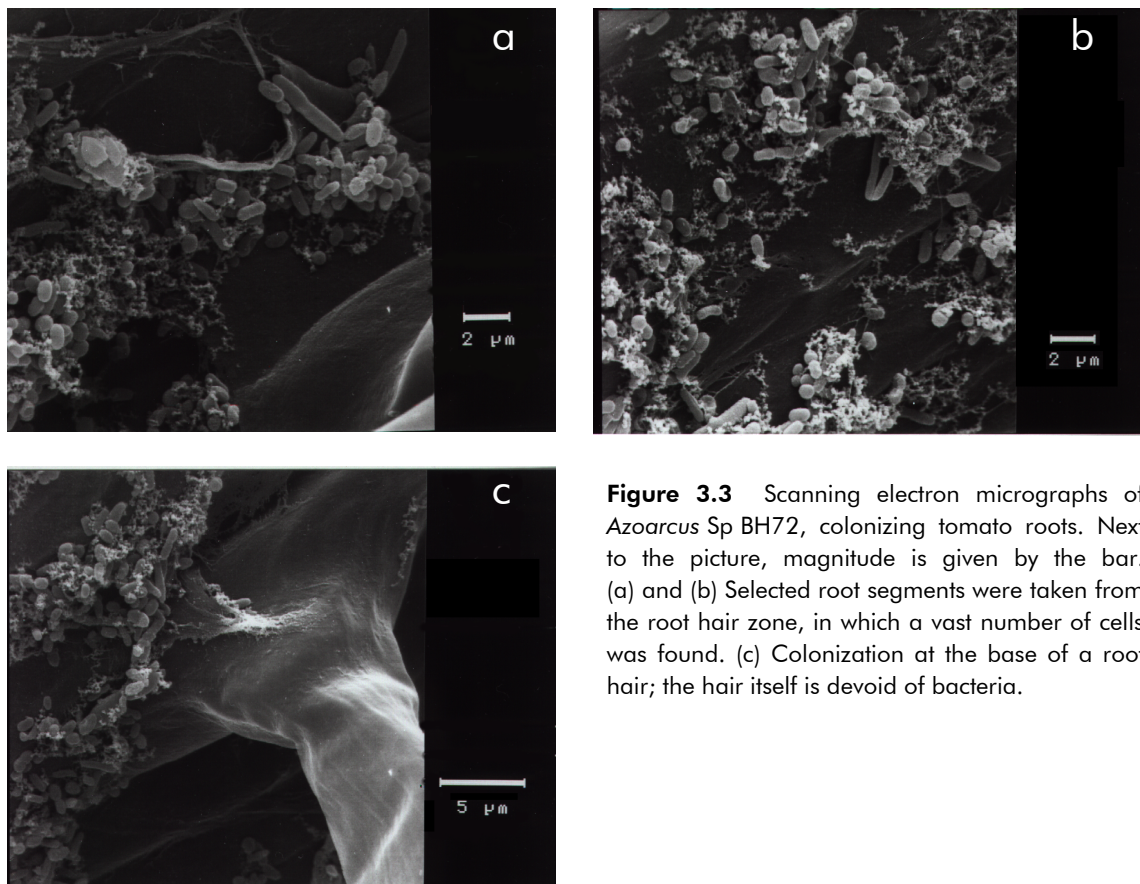 a
b
2 µm
2 µm
c
5 µm
Figure 3.3 Scanning electron micrographs of
Azoarcus Sp BH72, colonizing tomato roots. Next
to the picture, magnitude is given by the bar.
(a) and (b) Selected root segments were taken from
the root hair zone, in which a vast number of cells
was found. (c) Colonization at the base of a root
hair; the hair itself is devoid of bacteria.